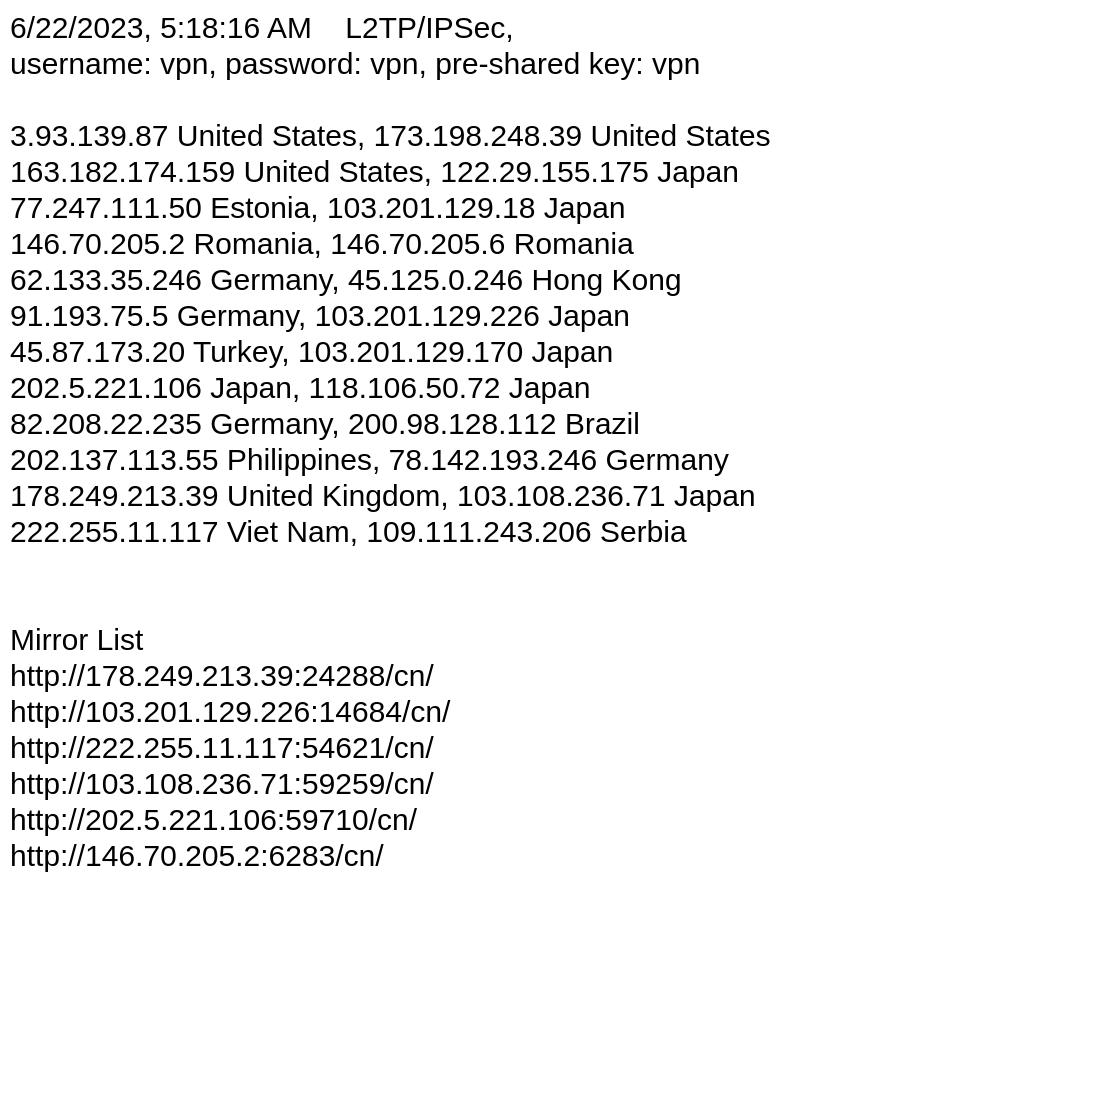 6/22/2023, 5:18:16 AM    L2TP/IPSec,
username: vpn, password: vpn, pre-shared key: vpn
3.93.139.87 United States, 173.198.248.39 United States
163.182.174.159 United States, 122.29.155.175 Japan
77.247.111.50 Estonia, 103.201.129.18 Japan
146.70.205.2 Romania, 146.70.205.6 Romania
62.133.35.246 Germany, 45.125.0.246 Hong Kong
91.193.75.5 Germany, 103.201.129.226 Japan
45.87.173.20 Turkey, 103.201.129.170 Japan
202.5.221.106 Japan, 118.106.50.72 Japan
82.208.22.235 Germany, 200.98.128.112 Brazil
202.137.113.55 Philippines, 78.142.193.246 Germany
178.249.213.39 United Kingdom, 103.108.236.71 Japan
222.255.11.117 Viet Nam, 109.111.243.206 Serbia
Mirror List
http://178.249.213.39:24288/cn/
http://103.201.129.226:14684/cn/
http://222.255.11.117:54621/cn/
http://103.108.236.71:59259/cn/
http://202.5.221.106:59710/cn/
http://146.70.205.2:6283/cn/